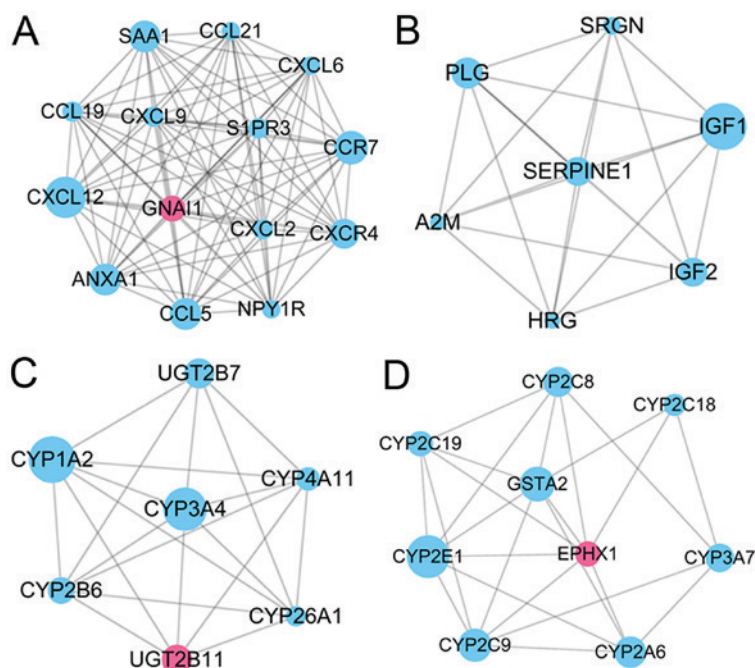 A
SAA1
CCL21
CXCL6
CCL19
CXCL9
S1PR3
CCR7
CXCL12
GNAI1
CXCL2
CXCR4
ANXA1
CCL5
NPY1R
B
SRGN
PLG
IGF1
SERPINE1
A2M
IGF2
HRG
C
UGT2B7
CYP1A2
CYP4A11
CYP3A4
CYP2B6
CYP26A1
UGT2B11
D
CYP2C8
CYP2C18
CYP2C19
GSTA2
CYP2E1
EPHX1
CYP3A7
CYP2C9
CYP2A6